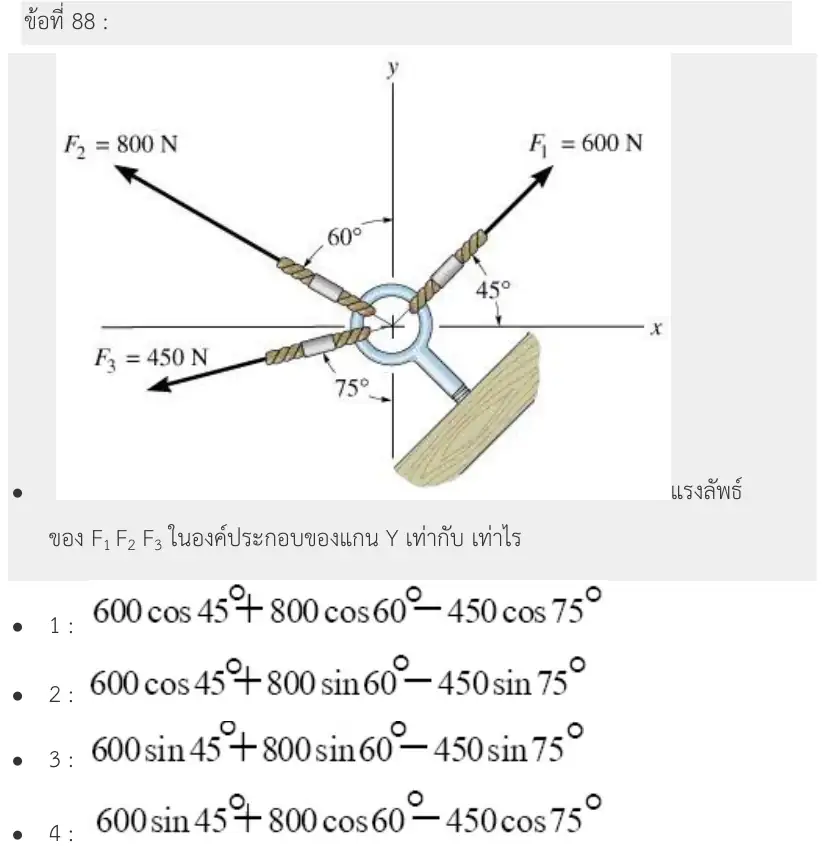 ข้อที่ 88 :
y
F₂ = 800 N
F₁ = 600 N
60°
45°
x
F₃ = 450 N
75°
แรงลัพธ์
ของ F₁ F₂ F₃ ในองค์ประกอบของแกน Y เท่ากับ เท่าไร
1 : 600 cos 45° + 800 cos 60° − 450 cos 75°
2 : 600 cos 45° + 800 sin 60° − 450 sin 75°
3 : 600 sin 45° + 800 sin 60° − 450 sin 75°
4 : 600 sin 45° + 800 cos 60° − 450 cos 75°